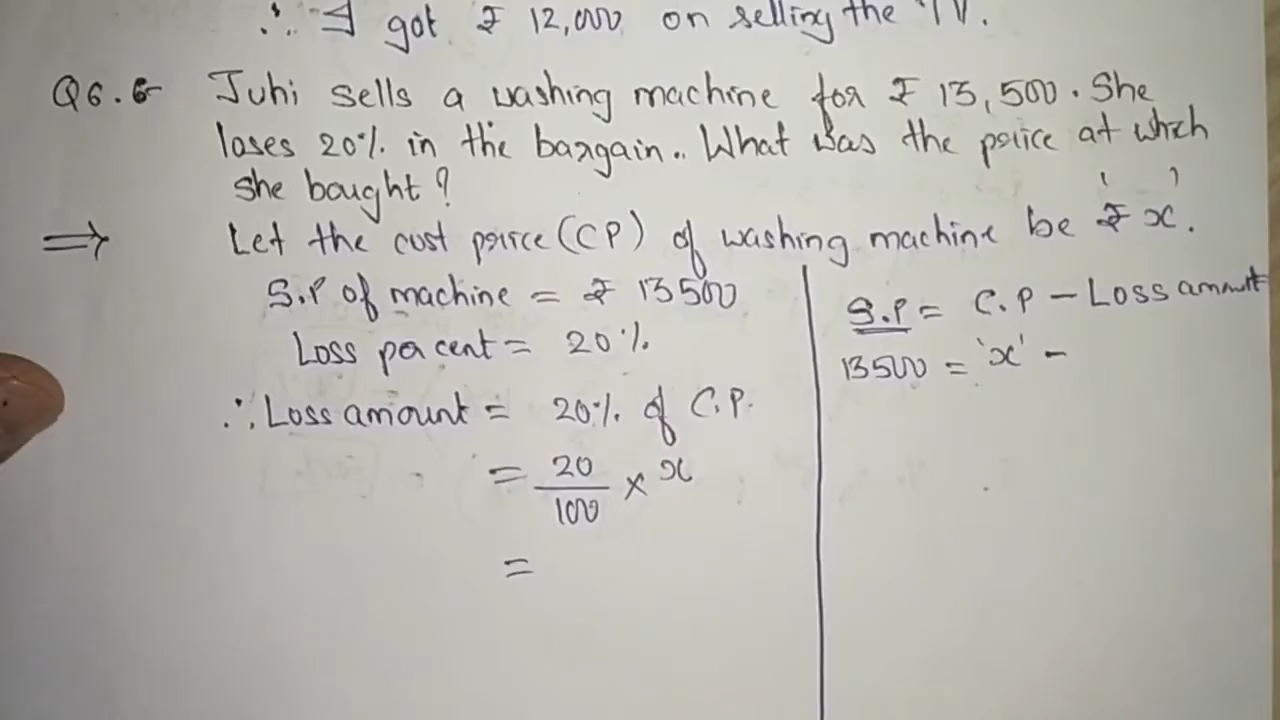 ∴ I got ₹ 12,000 on selling the TV.
Q6.6- Juhi sells a washing machine for ₹ 13,500. She
loses 20%. in the bargain.. What was the price at which
she bought?
⇒ Let the cost price (CP) of washing machine be ₹ 'x'.
S.P of machine = ₹ 13500
Loss per cent = 20%.
∴ Loss amount = 20%. of C.P.
= 20/100 × x
=
S.P = C.P - Loss amount
13500 = 'x' -